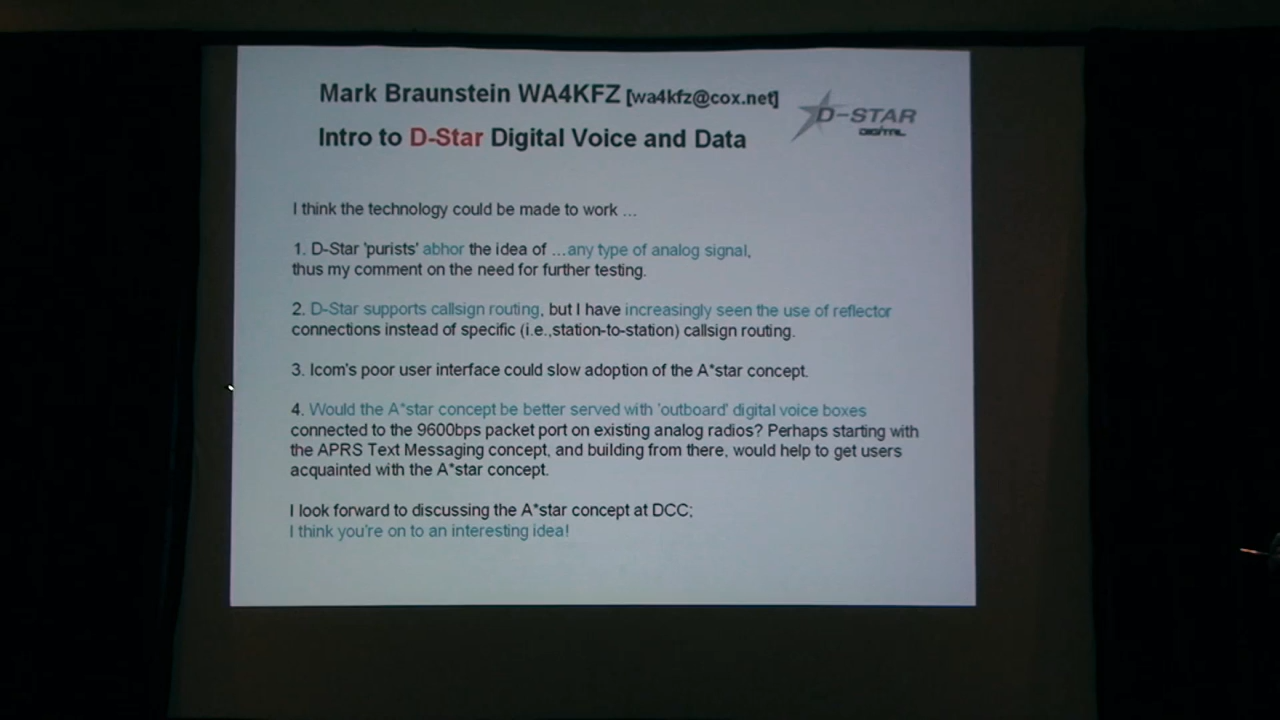 Mark Braunstein WA4KFZ [wa4kfz@cox.net]
D-STAR
DIGITAL
Intro to D-Star Digital Voice and Data
I think the technology could be made to work ...
1. D-Star 'purists' abhor the idea of ...any type of analog signal,
thus my comment on the need for further testing.
2. D-Star supports callsign routing, but I have increasingly seen the use of reflector
connections instead of specific (i.e.,station-to-station) callsign routing.
3. Icom's poor user interface could slow adoption of the A*star concept.
4. Would the A*star concept be better served with 'outboard' digital voice boxes
connected to the 9600bps packet port on existing analog radios? Perhaps starting with
the APRS Text Messaging concept, and building from there, would help to get users
acquainted with the A*star concept.
I look forward to discussing the A*star concept at DCC;
I think you're on to an interesting idea!